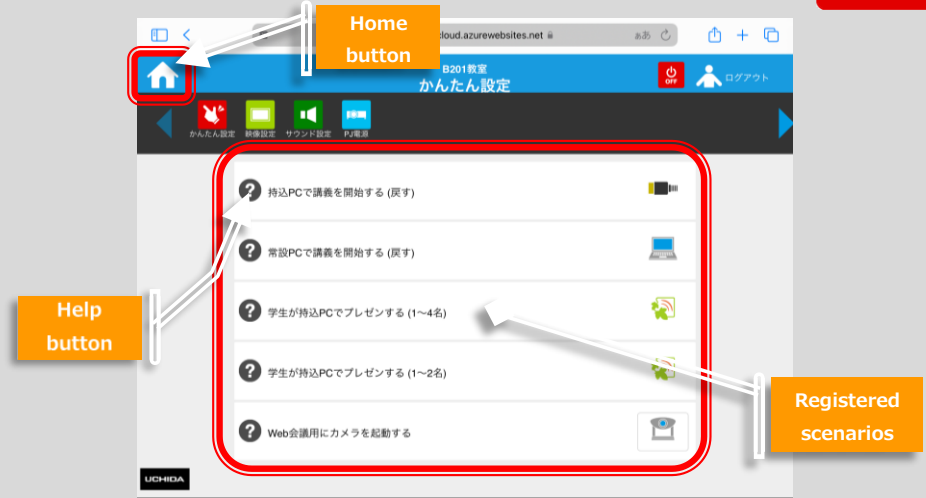 Home
button
cloud.azurewebsites.net
ぁあ
B201教室
かんたん設定
OFF
ログアウト
かんたん設定
映像設定
サウンド設定
PJ電源
? 持込PCで講義を開始する (戻す)
? 常設PCで講義を開始する (戻す)
Help
button
? 学生が持込PCでプレゼンする (1〜4名)
? 学生が持込PCでプレゼンする (1〜2名)
Registered
scenarios
? Web会議用にカメラを起動する
UCHIDA